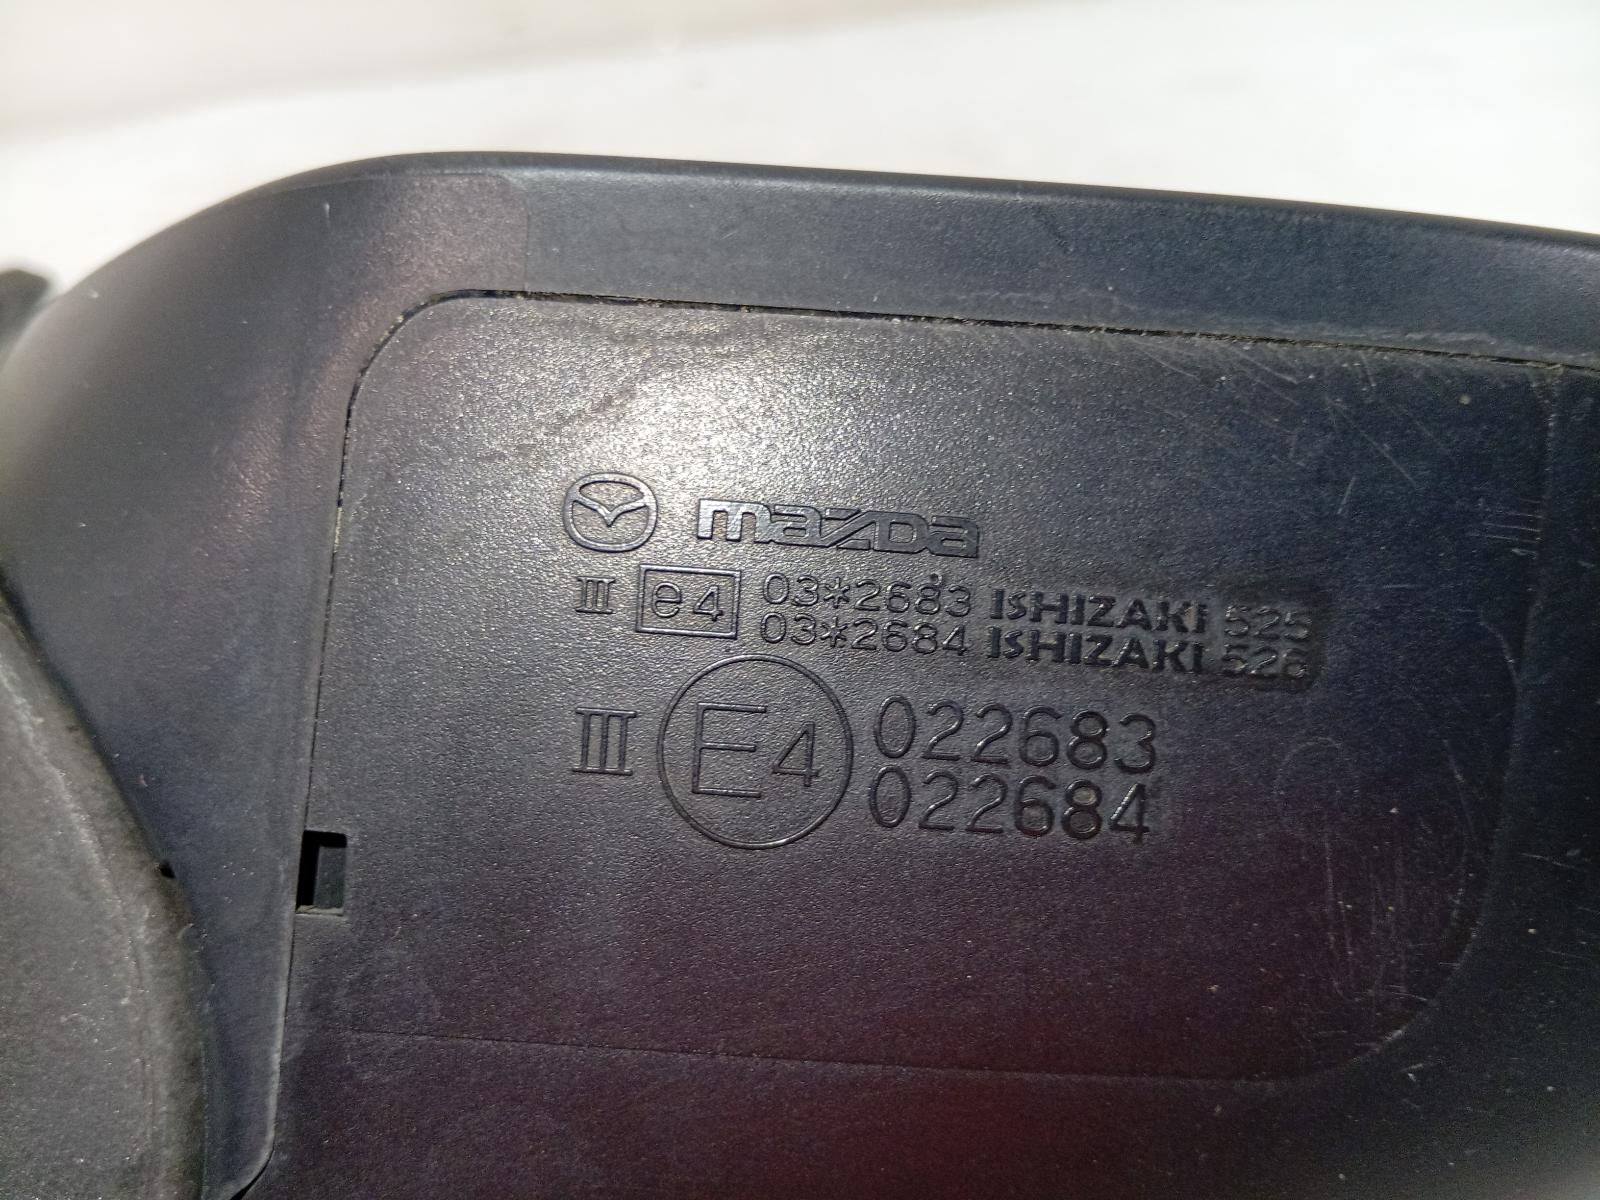 mazda
III e4 03*2683 ISHIZAKI 525
03*2684 ISHIZAKI 526
III E4 022683
022684